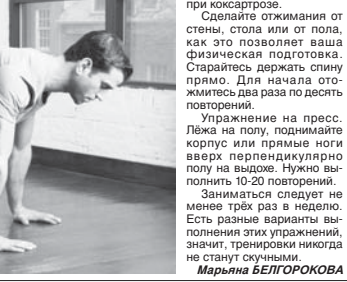 при коксартрозе.
Сделайте отжимания от
стены, стола или от пола,
как это позволяет ваша
физическая подготовка.
Старайтесь держать спину
прямо. Для начала ото-
жмитесь два раза по десять
повторений.
Упражнение на пресс.
Лёжа на полу, поднимайте
корпус или прямые ноги
вверх перпендикулярно
полу на выдохе. Нужно вы-
полнить 10-20 повторений.
Заниматься следует не
менее трёх раз в неделю.
Есть разные варианты вы-
полнения этих упражнений,
значит, тренировки никогда
не станут скучными.
Марьяна БЕЛГОРОКОВА